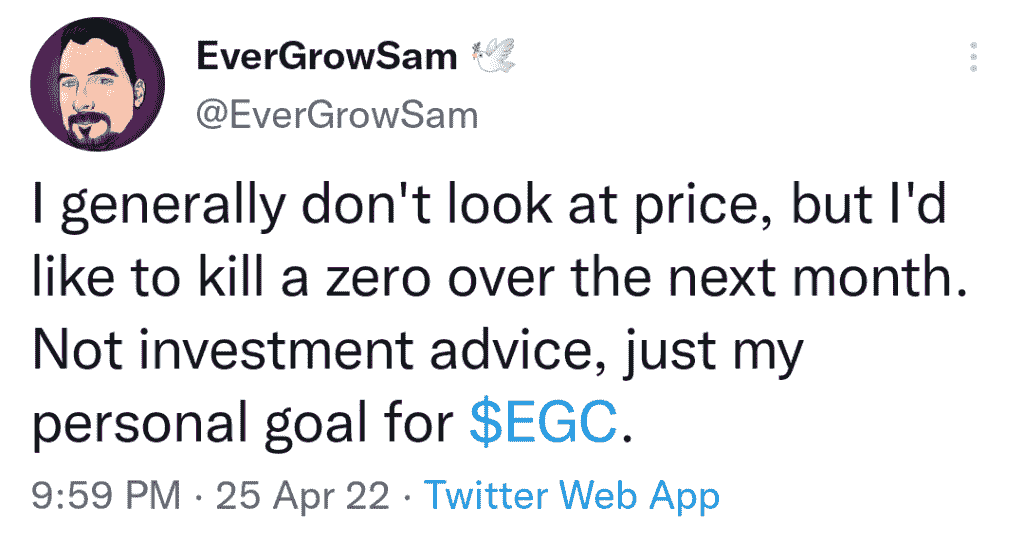 EverGrowSam 🕊
@EverGrowSam
I generally don't look at price, but I'd
like to kill a zero over the next month.
Not investment advice, just my
personal goal for $EGC.
9:59 PM · 25 Apr 22 · Twitter Web App